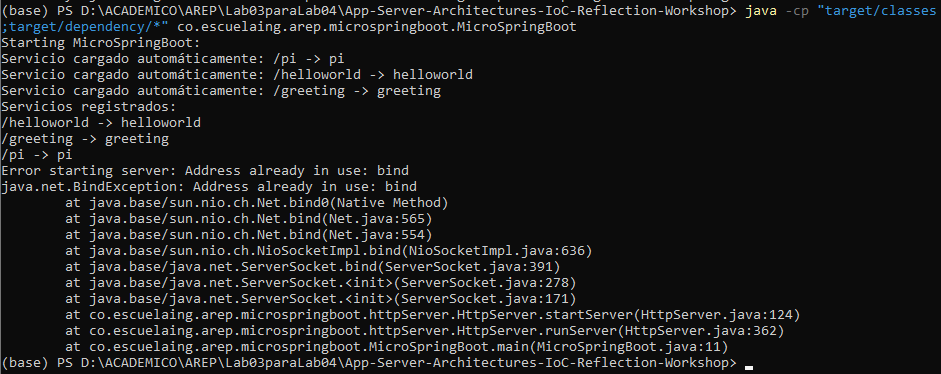 (base) PS D:\ACADEMICO\AREP\Lab03paraLab04\App-Server-Architectures-IoC-Reflection-Workshop> java -cp "target/classes
;target/dependency/*" co.escuelaing.arep.microspringboot.MicroSpringBoot
Starting MicroSpringBoot:
Servicio cargado automáticamente: /pi -> pi
Servicio cargado automáticamente: /helloworld -> helloworld
Servicio cargado automáticamente: /greeting -> greeting
Servicios registrados:
/helloworld -> helloworld
/greeting -> greeting
/pi -> pi
Error starting server: Address already in use: bind
java.net.BindException: Address already in use: bind
        at java.base/sun.nio.ch.Net.bind0(Native Method)
        at java.base/sun.nio.ch.Net.bind(Net.java:565)
        at java.base/sun.nio.ch.Net.bind(Net.java:554)
        at java.base/sun.nio.ch.NioSocketImpl.bind(NioSocketImpl.java:636)
        at java.base/java.net.ServerSocket.bind(ServerSocket.java:391)
        at java.base/java.net.ServerSocket.<init>(ServerSocket.java:278)
        at java.base/java.net.ServerSocket.<init>(ServerSocket.java:171)
        at co.escuelaing.arep.microspringboot.httpServer.HttpServer.startServer(HttpServer.java:124)
        at co.escuelaing.arep.microspringboot.httpServer.HttpServer.runServer(HttpServer.java:362)
        at co.escuelaing.arep.microspringboot.MicroSpringBoot.main(MicroSpringBoot.java:11)
(base) PS D:\ACADEMICO\AREP\Lab03paraLab04\App-Server-Architectures-IoC-Reflection-Workshop>